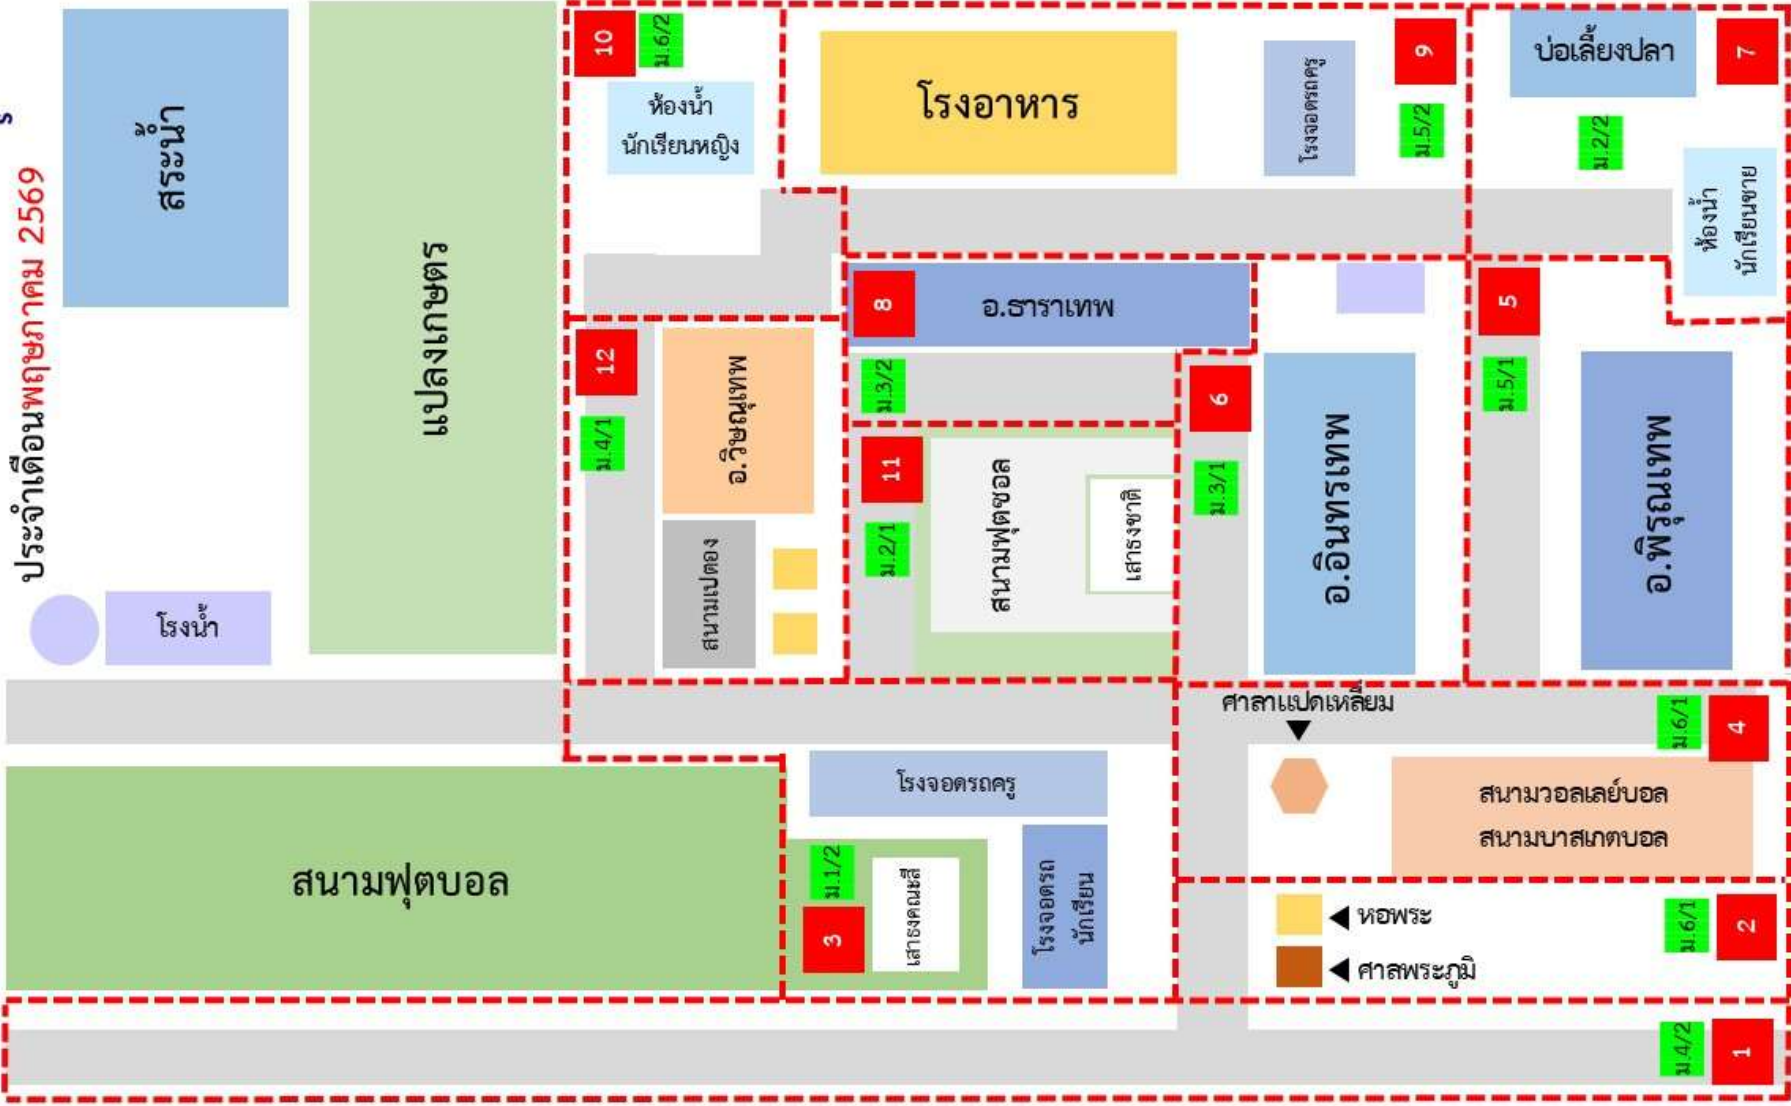 ประจำเดือนพฤษภาคม 2569
สระน้ำ
โรงน้ำ
แปลงเกษตร
สนามฟุตบอล
10
ม.6/2
ห้องน้ำ
นักเรียนหญิง
โรงอาหาร
โรงจอดรถครู
9
ม.5/2
บ่อเลี้ยงปลา
7
ม.2/2
ห้องน้ำ
นักเรียนชาย
12
ม.4/1
อ.วิษณุเทพ
สนามเปตอง
8
อ.ธาราเทพ
ม.3/2
11
ม.2/1
สนามฟุตซอล
เสาธงชาติ
6
ม.3/1
อ.อินทรเทพ
5
ม.5/1
อ.พิรุณเทพ
ศาลาแปดเหลี่ยม
ม.6/1
4
สนามวอลเลย์บอล
สนามบาสเกตบอล
โรงจอดรถครู
ม.1/2
3
เสาธงคณะสี
โรงจอดรถ
นักเรียน
หอพระ
ศาลพระภูมิ
ม.6/1
2
ม.4/2
1